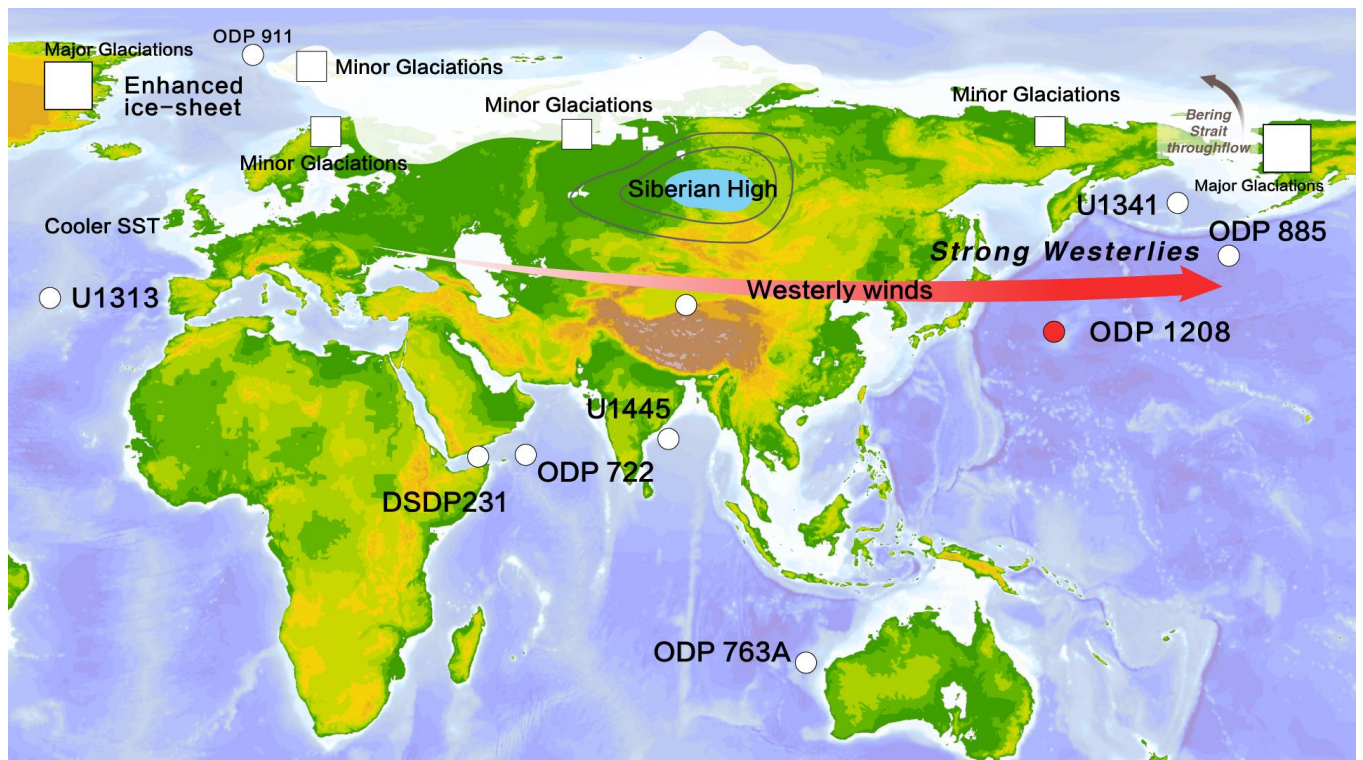 ODP 911
Major Glaciations
Minor Glaciations
Enhanced
ice-sheet
Minor Glaciations
Minor Glaciations
Bering
Strait
throughflow
Minor Glaciations
Siberian High
Major Glaciations
U1341
Cooler SST
ODP 885
Strong Westerlies
U1313
Westerly winds
ODP 1208
U1445
ODP 722
DSDP231
ODP 763A